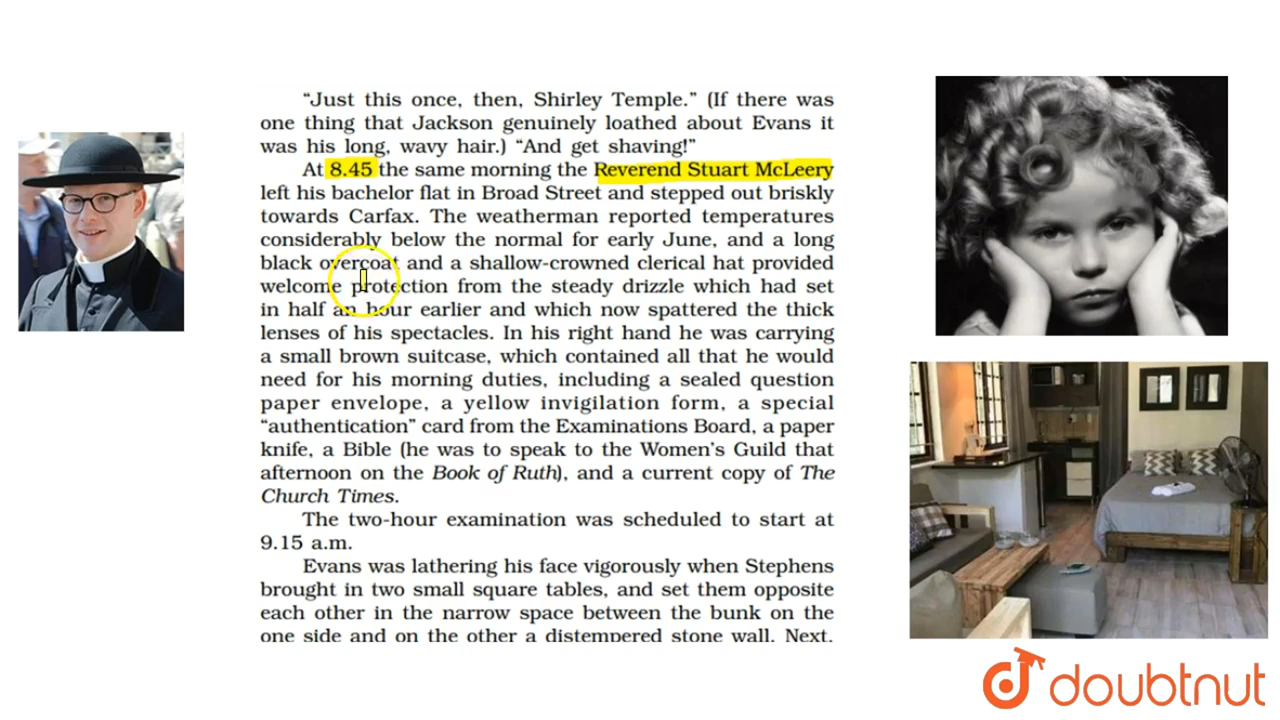 “Just this once, then, Shirley Temple.” (If there was
one thing that Jackson genuinely loathed about Evans it
was his long, wavy hair.) “And get shaving!”
At 8.45 the same morning the Reverend Stuart McLeery
left his bachelor flat in Broad Street and stepped out briskly
towards Carfax. The weatherman reported temperatures
considerably below the normal for early June, and a long
black overcoat and a shallow-crowned clerical hat provided
welcome protection from the steady drizzle which had set
in half an hour earlier and which now spattered the thick
lenses of his spectacles. In his right hand he was carrying
a small brown suitcase, which contained all that he would
need for his morning duties, including a sealed question
paper envelope, a yellow invigilation form, a special
“authentication” card from the Examinations Board, a paper
knife, a Bible (he was to speak to the Women’s Guild that
afternoon on the Book of Ruth), and a current copy of The
Church Times.
The two-hour examination was scheduled to start at
9.15 a.m.
Evans was lathering his face vigorously when Stephens
brought in two small square tables, and set them opposite
each other in the narrow space between the bunk on the
one side and on the other a distempered stone wall. Next,
doubtnut